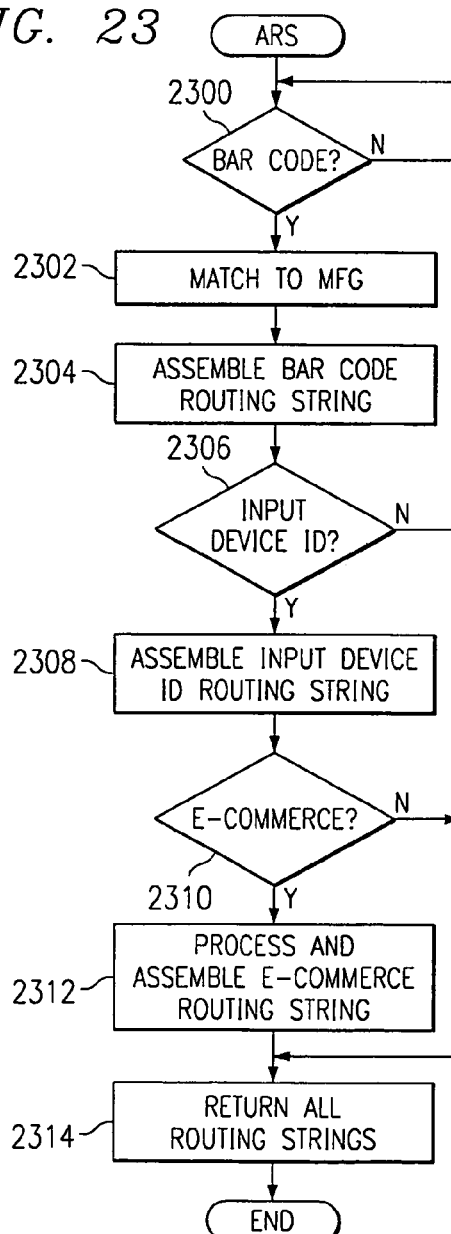 IG. 23
ARS
2300
BAR CODE?
N
Y
2302
MATCH TO MFG
2304
ASSEMBLE BAR CODE
ROUTING STRING
2306
INPUT
DEVICE ID?
N
Y
2308
ASSEMBLE INPUT DEVICE
ID ROUTING STRING
E-COMMERCE?
N
2310
Y
2312
PROCESS AND
ASSEMBLE E-COMMERCE
ROUTING STRING
2314
RETURN ALL
ROUTING STRINGS
END